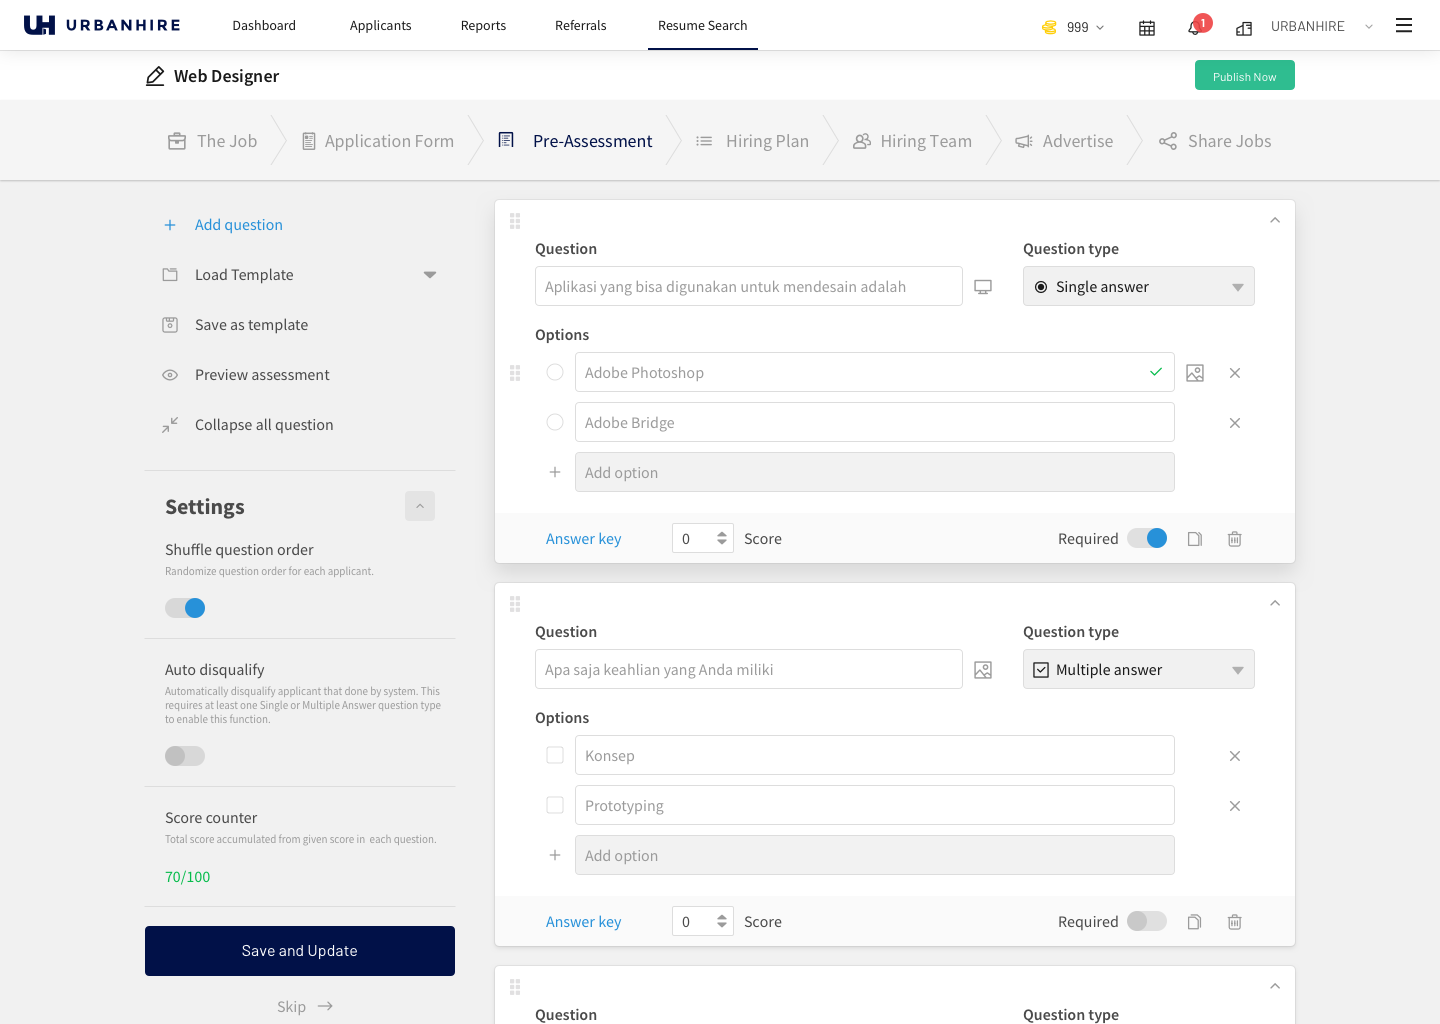 URBANHIRE
Dashboard
Applicants
Reports
Referrals
Resume Search
999
1
URBANHIRE
Web Designer
Publish Now
The Job
Application Form
Pre-Assessment
Hiring Plan
Hiring Team
Advertise
Share Jobs
Add question
Load Template
Save as template
Preview assessment
Collapse all question
Settings
Shuffle question order
Randomize question order for each applicant.
Auto disqualify
Automatically disqualify applicant that done by system. This
requires at least one Single or Multiple Answer question type
to enable this function.
Score counter
Total score accumulated from given score in each question.
70/100
Save and Update
Skip
Question
Question type
Aplikasi yang bisa digunakan untuk mendesain adalah
Single answer
Options
Adobe Photoshop
Adobe Bridge
Add option
Answer key
0
Score
Required
Question
Question type
Apa saja keahlian yang Anda miliki
Multiple answer
Options
Konsep
Prototyping
Add option
Answer key
0
Score
Required
Question
Question type